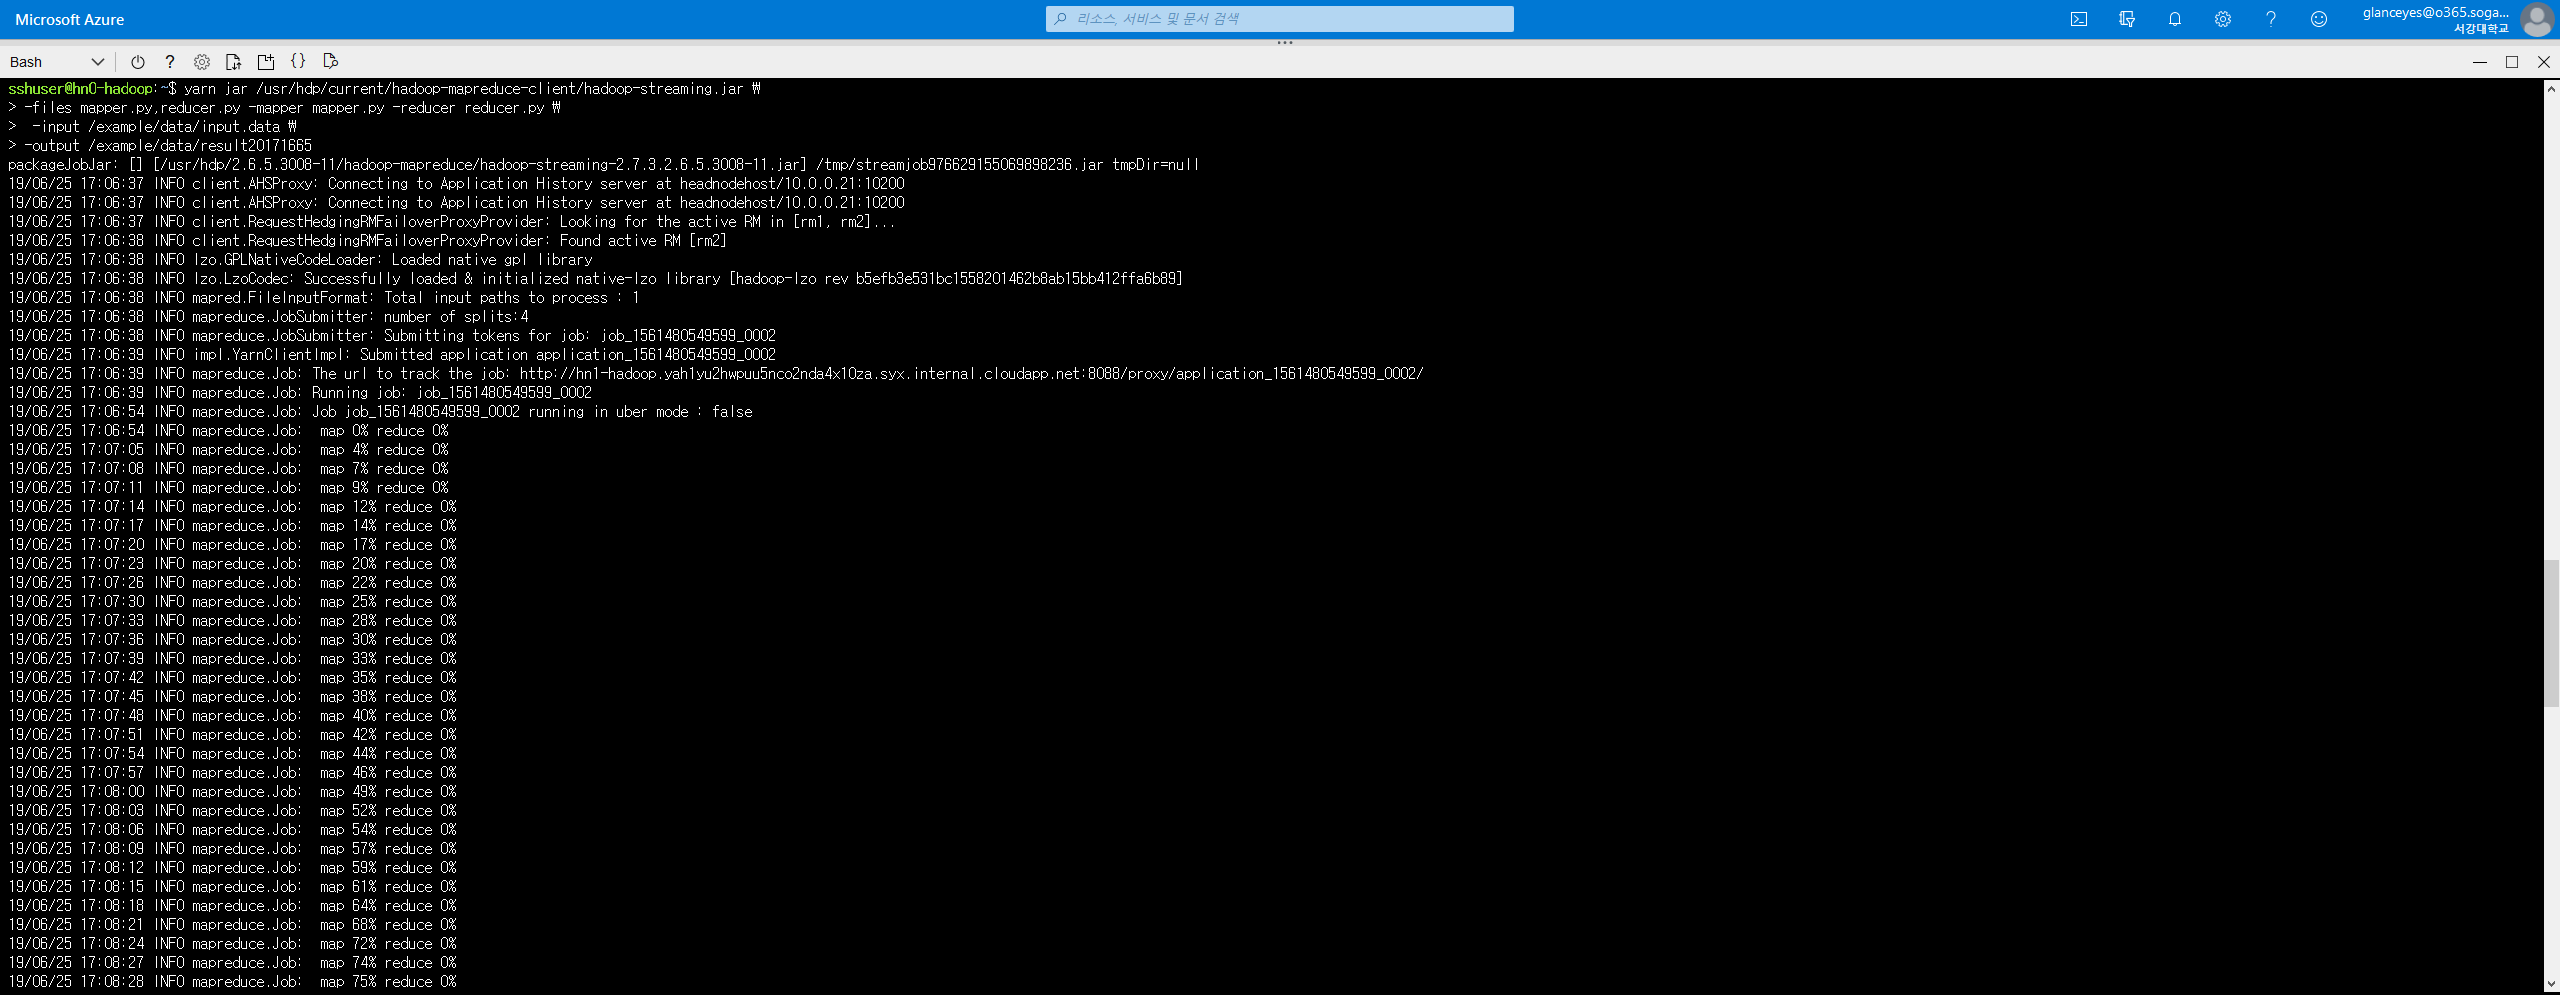 Microsoft Azure
리소스, 서비스 및 문서 검색
glanceyes@o365.soga...
서강대학교
Bash
sshuser@hn0-hadoop:~$ yarn jar /usr/hdp/current/hadoop-mapreduce-client/hadoop-streaming.jar ₩
> -files mapper.py,reducer.py -mapper mapper.py -reducer reducer.py ₩
>  -input /example/data/input.data ₩
> -output /example/data/result20171665
packageJobJar: [] [/usr/hdp/2.6.5.3008-11/hadoop-mapreduce/hadoop-streaming-2.7.3.2.6.5.3008-11.jar] /tmp/streamjob976629155069898236.jar tmpDir=null
19/06/25 17:06:37 INFO client.AHSProxy: Connecting to Application History server at headnodehost/10.0.0.21:10200
19/06/25 17:06:37 INFO client.AHSProxy: Connecting to Application History server at headnodehost/10.0.0.21:10200
19/06/25 17:06:37 INFO client.RequestHedgingRMFailoverProxyProvider: Looking for the active RM in [rm1, rm2]...
19/06/25 17:06:38 INFO client.RequestHedgingRMFailoverProxyProvider: Found active RM [rm2]
19/06/25 17:06:38 INFO lzo.GPLNativeCodeLoader: Loaded native gpl library
19/06/25 17:06:38 INFO lzo.LzoCodec: Successfully loaded & initialized native-lzo library [hadoop-lzo rev b5efb3e531bc1558201462b8ab15bb412ffa6b89]
19/06/25 17:06:38 INFO mapred.FileInputFormat: Total input paths to process : 1
19/06/25 17:06:38 INFO mapreduce.JobSubmitter: number of splits:4
19/06/25 17:06:38 INFO mapreduce.JobSubmitter: Submitting tokens for job: job_1561480549599_0002
19/06/25 17:06:39 INFO impl.YarnClientImpl: Submitted application application_1561480549599_0002
19/06/25 17:06:39 INFO mapreduce.Job: The url to track the job: http://hn1-hadoop.yah1yu2hwpuu5nco2nda4x10za.syx.internal.cloudapp.net:8088/proxy/application_1561480549599_0002/
19/06/25 17:06:39 INFO mapreduce.Job: Running job: job_1561480549599_0002
19/06/25 17:06:54 INFO mapreduce.Job: Job job_1561480549599_0002 running in uber mode : false
19/06/25 17:06:54 INFO mapreduce.Job:  map 0% reduce 0%
19/06/25 17:07:05 INFO mapreduce.Job:  map 4% reduce 0%
19/06/25 17:07:08 INFO mapreduce.Job:  map 7% reduce 0%
19/06/25 17:07:11 INFO mapreduce.Job:  map 9% reduce 0%
19/06/25 17:07:14 INFO mapreduce.Job:  map 12% reduce 0%
19/06/25 17:07:17 INFO mapreduce.Job:  map 14% reduce 0%
19/06/25 17:07:20 INFO mapreduce.Job:  map 17% reduce 0%
19/06/25 17:07:23 INFO mapreduce.Job:  map 20% reduce 0%
19/06/25 17:07:26 INFO mapreduce.Job:  map 22% reduce 0%
19/06/25 17:07:30 INFO mapreduce.Job:  map 25% reduce 0%
19/06/25 17:07:33 INFO mapreduce.Job:  map 28% reduce 0%
19/06/25 17:07:36 INFO mapreduce.Job:  map 30% reduce 0%
19/06/25 17:07:39 INFO mapreduce.Job:  map 33% reduce 0%
19/06/25 17:07:42 INFO mapreduce.Job:  map 35% reduce 0%
19/06/25 17:07:45 INFO mapreduce.Job:  map 38% reduce 0%
19/06/25 17:07:48 INFO mapreduce.Job:  map 40% reduce 0%
19/06/25 17:07:51 INFO mapreduce.Job:  map 42% reduce 0%
19/06/25 17:07:54 INFO mapreduce.Job:  map 44% reduce 0%
19/06/25 17:07:57 INFO mapreduce.Job:  map 46% reduce 0%
19/06/25 17:08:00 INFO mapreduce.Job:  map 49% reduce 0%
19/06/25 17:08:03 INFO mapreduce.Job:  map 52% reduce 0%
19/06/25 17:08:06 INFO mapreduce.Job:  map 54% reduce 0%
19/06/25 17:08:09 INFO mapreduce.Job:  map 57% reduce 0%
19/06/25 17:08:12 INFO mapreduce.Job:  map 59% reduce 0%
19/06/25 17:08:15 INFO mapreduce.Job:  map 61% reduce 0%
19/06/25 17:08:18 INFO mapreduce.Job:  map 64% reduce 0%
19/06/25 17:08:21 INFO mapreduce.Job:  map 68% reduce 0%
19/06/25 17:08:24 INFO mapreduce.Job:  map 72% reduce 0%
19/06/25 17:08:27 INFO mapreduce.Job:  map 74% reduce 0%
19/06/25 17:08:28 INFO mapreduce.Job:  map 75% reduce 0%